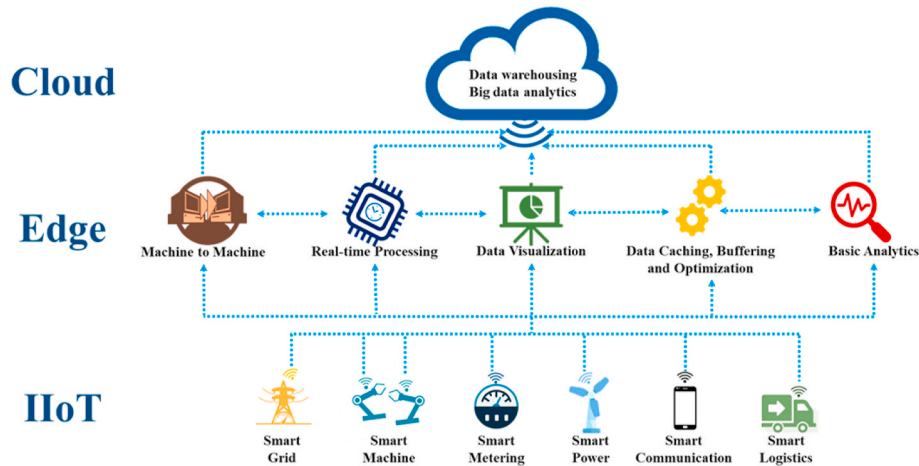 Cloud
Data warehousing
Big data analytics
Edge
Machine to Machine
Real-time Processing
Data Visualization
Data Caching, Buffering
and Optimization
Basic Analytics
IIoT
Smart
Grid
Smart
Machine
Smart
Metering
Smart
Power
Smart
Communication
Smart
Logistics